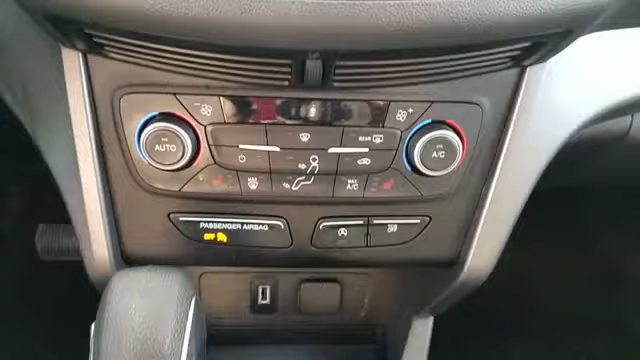 REAR
AUTO
A/C
MAX
MAX A/C
PASSENGER AIRBAG
OFF